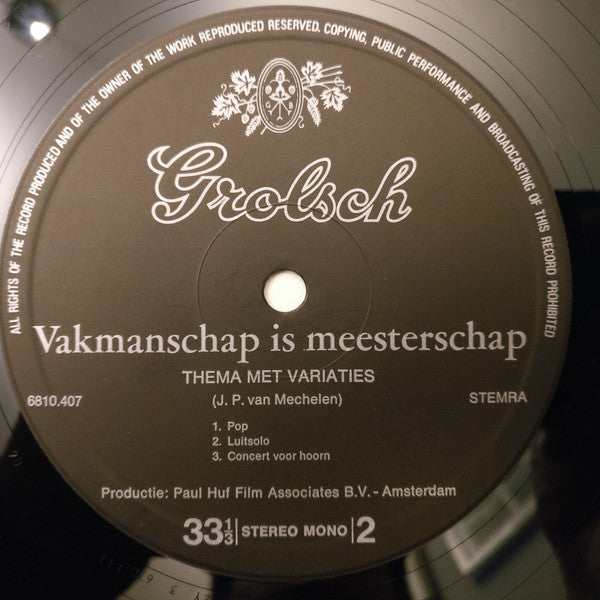 ALL RIGHTS OF THE RECORD PRODUCED AND OF THE OWNER OF THE WORK REPRODUCED RESERVED. COPYING, PUBLIC PERFORMANCE AND BROADCASTING OF THIS RECORD PROHIBITED
Grolsch
Vakmanschap is meesterschap
THEMA MET VARIATIES
6810.407 (J. P. van Mechelen) STEMRA
1. Pop
2. Luitsolo
3. Concert voor hoorn
Productie: Paul Huf Film Associates B.V. - Amsterdam
33 1/3 STEREO MONO 2